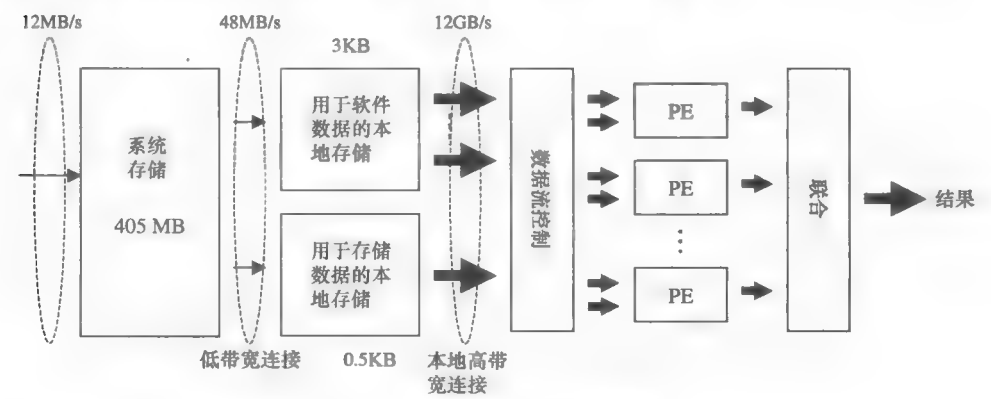 12MB/s
48MB/s
12GB/s
3KB
系统
存储
405 MB
用于软件
数据的本
地存储
用于存储
数据的本
地存储
0.5KB
低带宽连接
本地高带
宽连接
数据流控制
PE
PE
PE
联合
结果